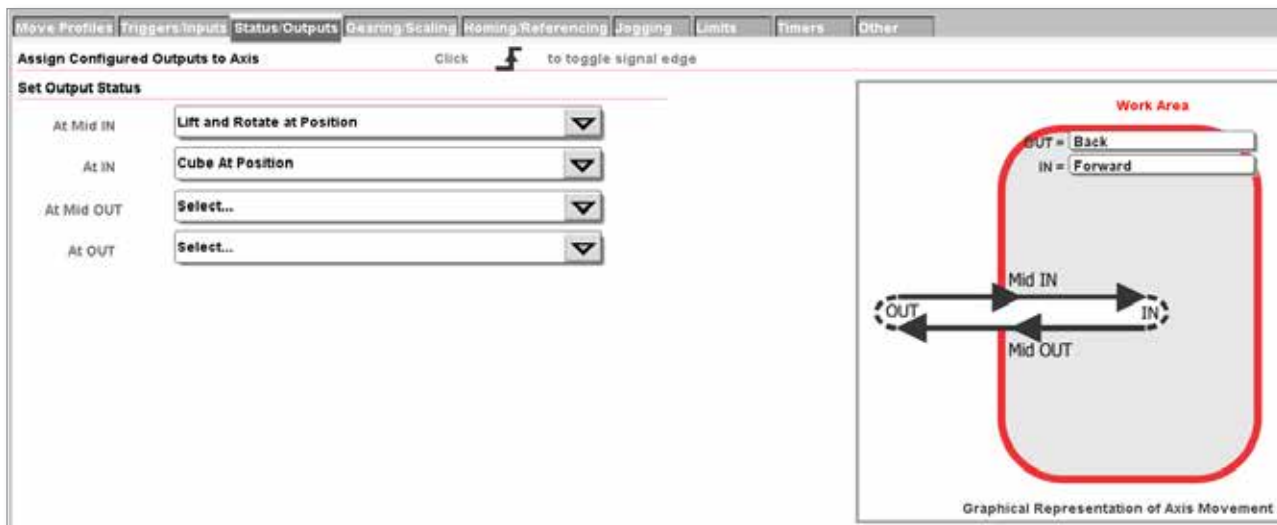 Move Profiles Triggers/Inputs Status/Outputs Gearing/Scaling Homing/Referencing Jogging Limits Timers Other
Assign Configured Outputs to Axis Click to toggle signal edge
Set Output Status
At Mid IN Lift and Rotate at Position
At IN Cube At Position
At Mid OUT Select...
At OUT Select...
Work Area
OUT = Back
IN = Forward
Mid IN
OUT IN
Mid OUT
Graphical Representation of Axis Movement